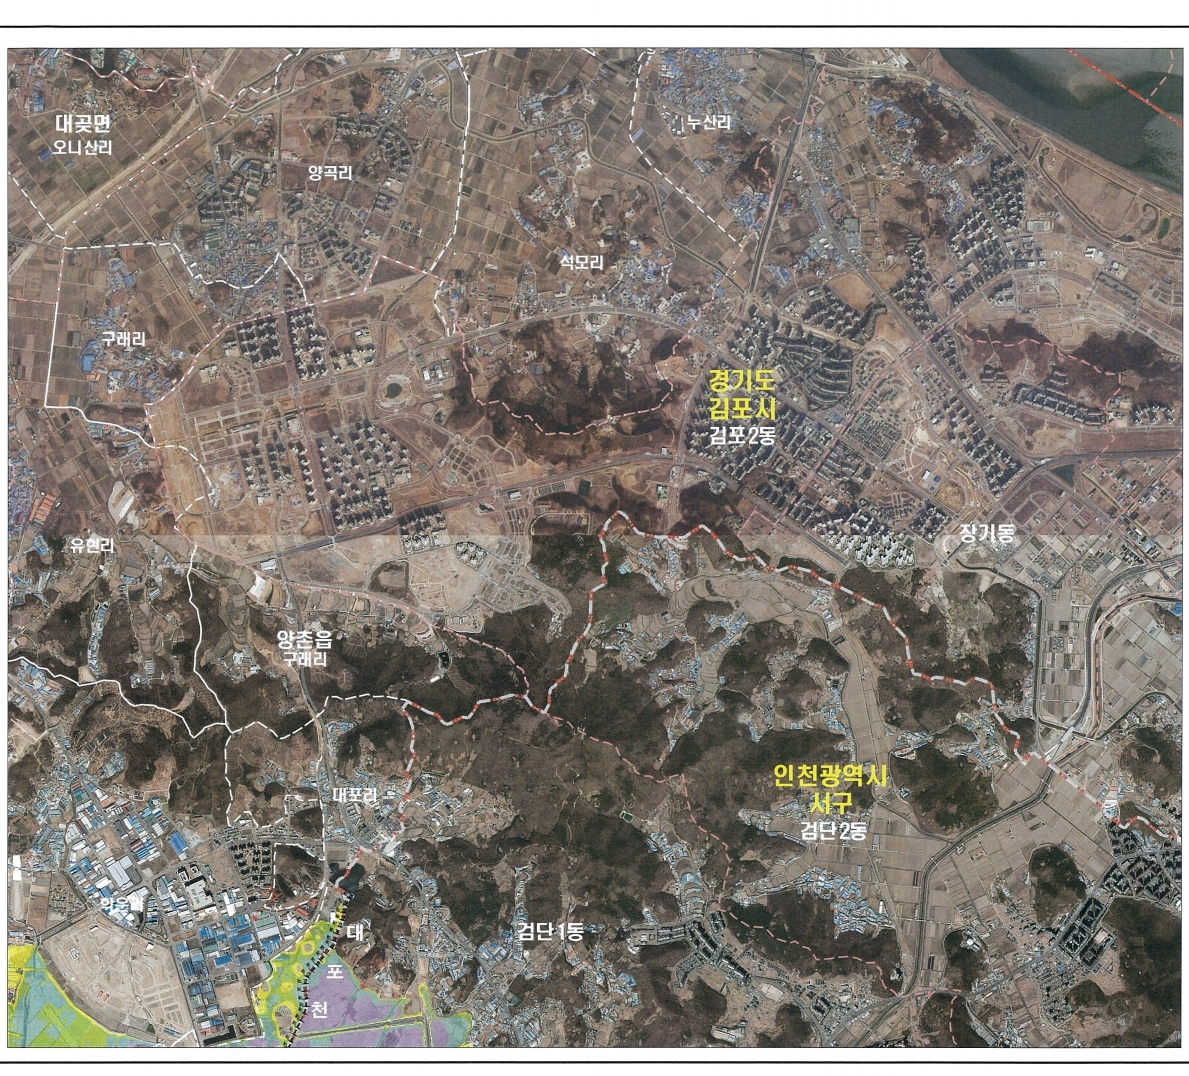 대곶면
오니산리
양곡리
누산리
석모리
구래리
경기도
김포시
검포2동
장기동
유현리
양촌읍
구래리
대포리
인천광역시
서구
검단2동
검단1동
대
포
천